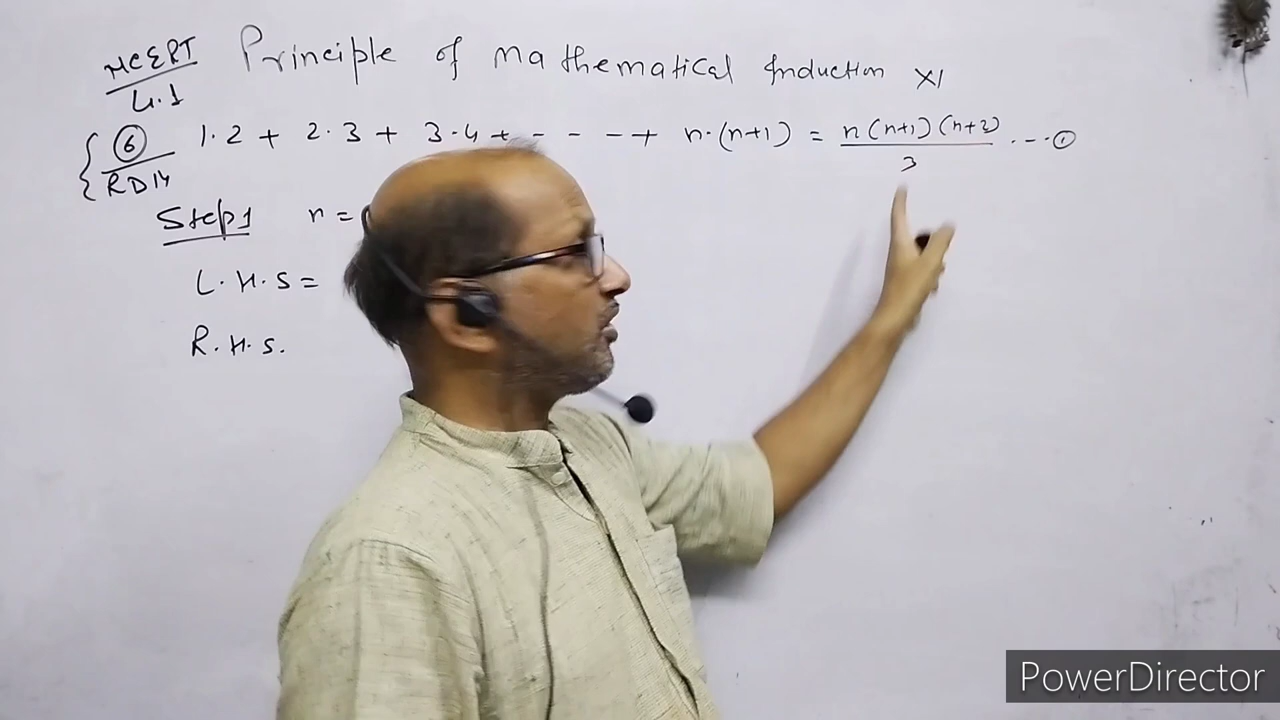 NCERT Principle of Mathematical Induction XI
4.1
⑥ 1.2 + 2.3 + 3.4 + - - - + n.(n+1) = n(n+1)(n+2) ---①
RD14 3
Step1 n =
L.H.S =
R.H.S.
PowerDirector